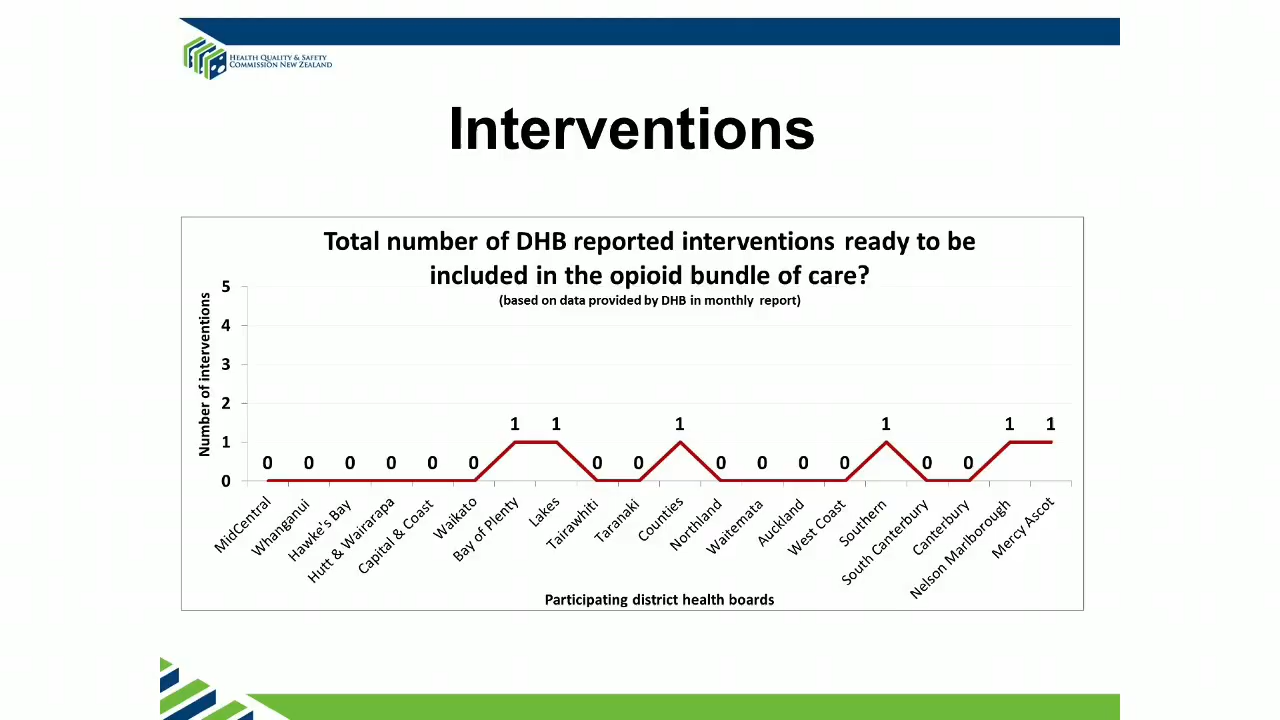 HEALTH QUALITY & SAFETY
COMMISSION NEW ZEALAND
Interventions
Total number of DHB reported interventions ready to be
included in the opioid bundle of care?
(based on data provided by DHB in monthly report)
Number of interventions
5
4
3
2
1
0
0
0
0
0
0
0
1
1
0
0
1
0
0
0
0
1
0
0
1
1
MidCentral
Whanganui
Hawke's Bay
Hutt & Wairarapa
Capital & Coast
Waikato
Bay of Plenty
Lakes
Tairawhiti
Taranaki
Counties
Northland
Waitemata
Auckland
West Coast
Southern
South Canterbury
Canterbury
Nelson Marlborough
Mercy Ascot
Participating district health boards